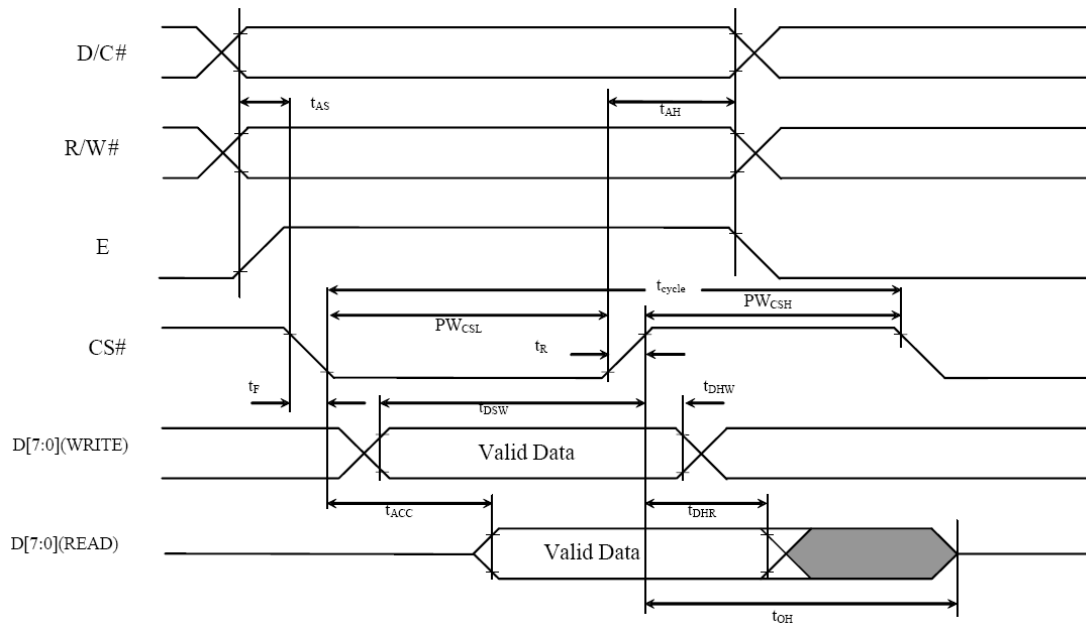 D/C#
tAS
tAH
R/W#
E
tcycle
PWCSL
PWCSH
CS#
tR
tF
tDSW
tDHW
D[7:0](WRITE)
Valid Data
tACC
tDHR
D[7:0](READ)
Valid Data
tOH